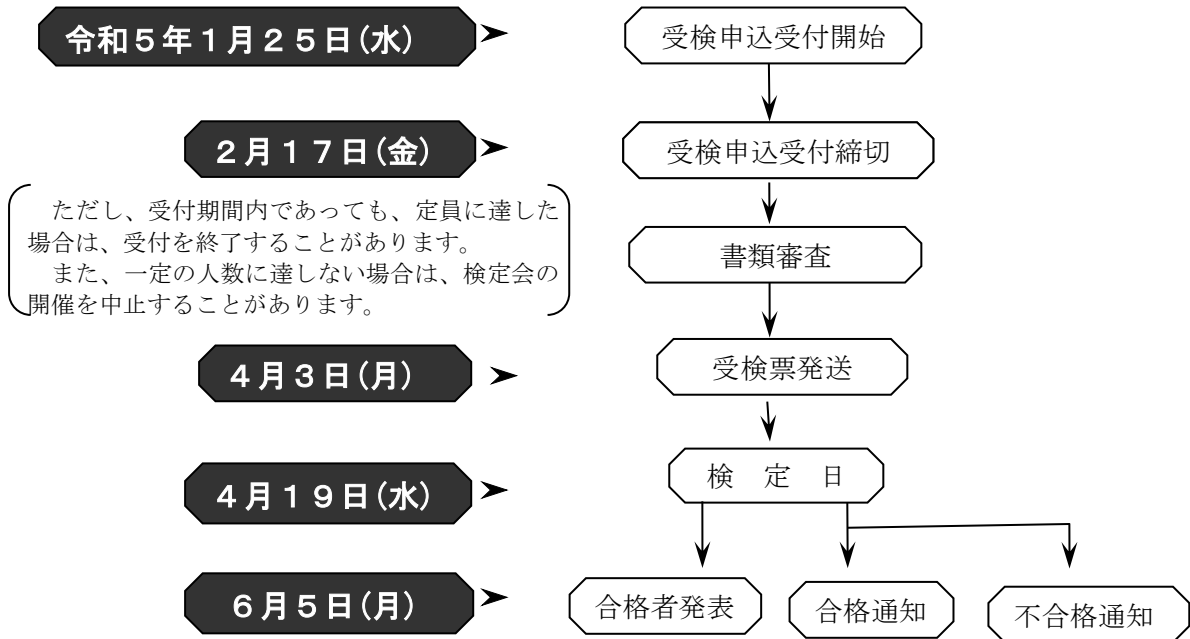 令和５年１月２５日(水)
受検申込受付開始
２月１７日(金)
受検申込受付締切
　ただし、受付期間内であっても、定員に達した
場合は、受付を終了することがあります。
　また、一定の人数に達しない場合は、検定会の
開催を中止することがあります。
書類審査
４月３日(月)
受検票発送
４月１９日(水)
検　定　日
６月５日(月)
合格者発表
合格通知
不合格通知